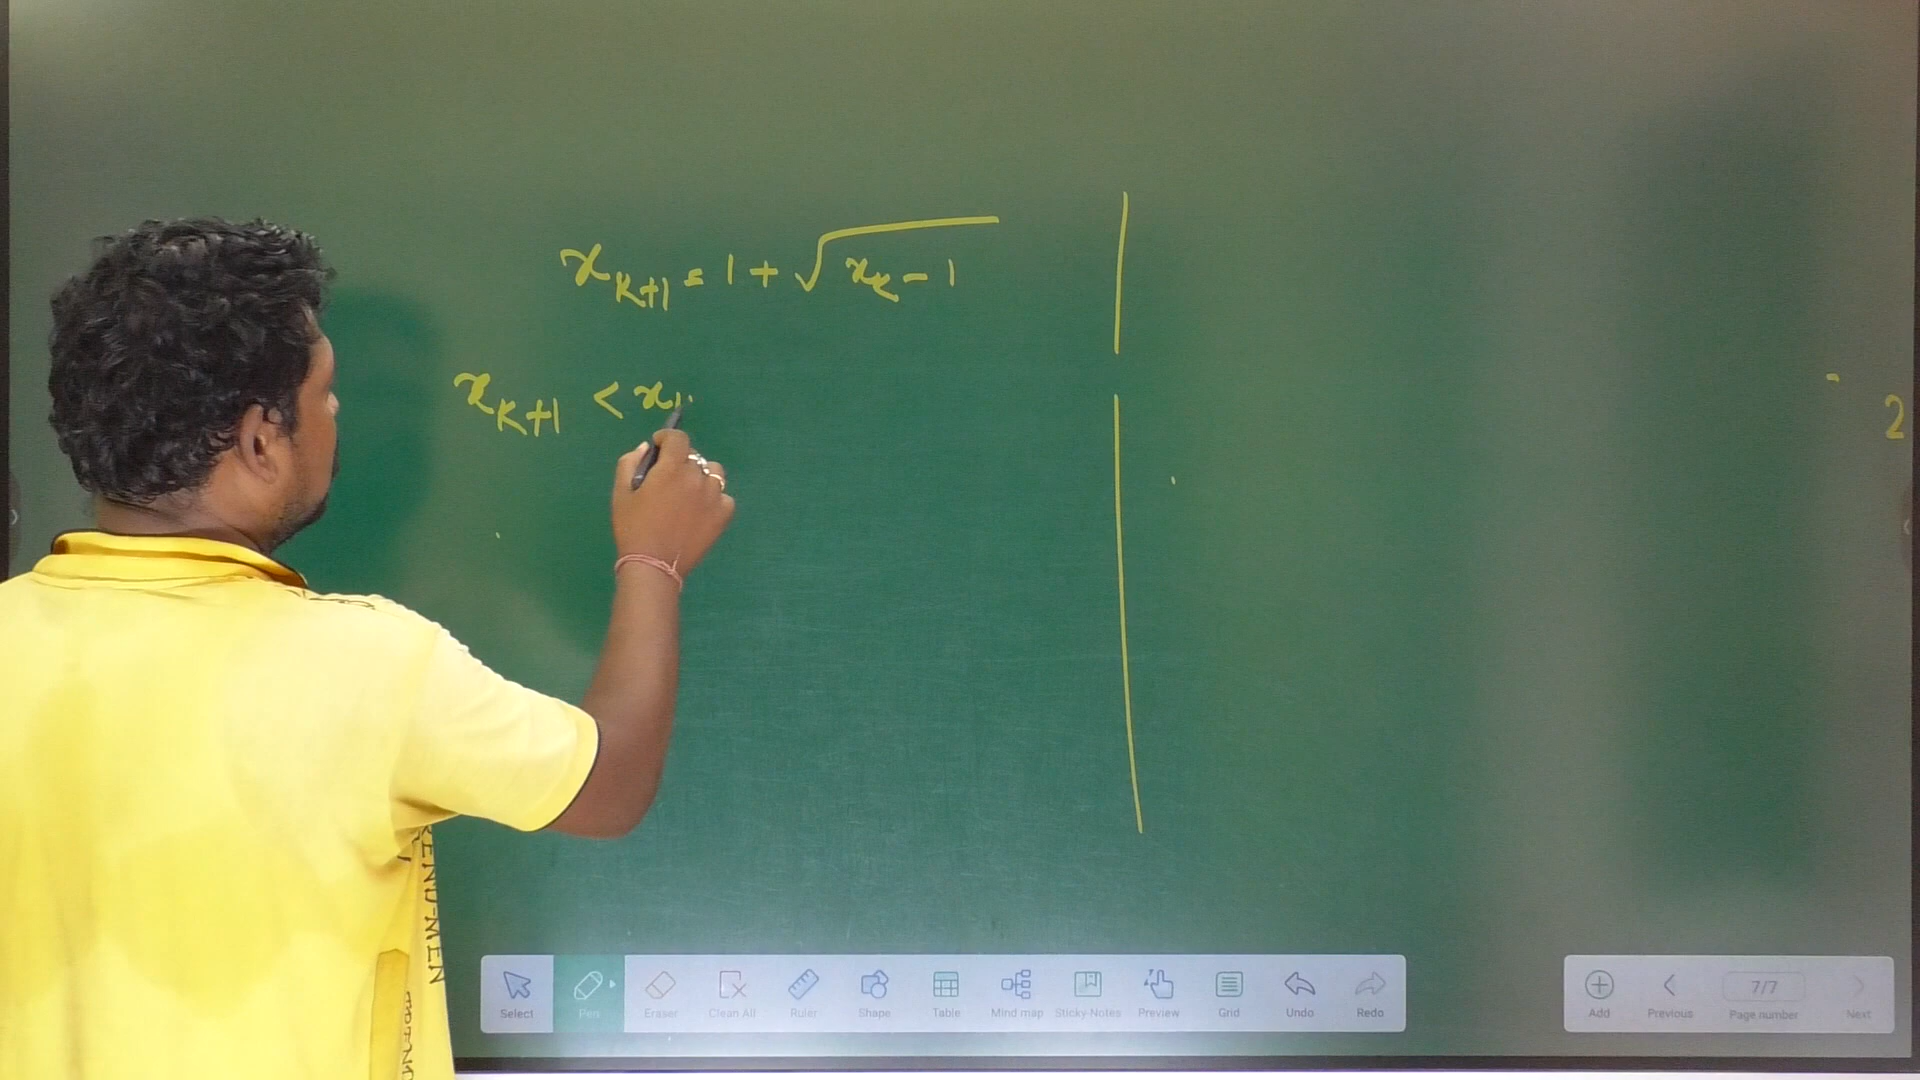 x_{K+1} = 1 + √(x_K - 1)
x_{K+1} < x
2
Select Pen Eraser Clean All Ruler Shape Table Mind map Sticky-Notes Preview Grid Undo Redo
Add Previous 7/7 Page number Next